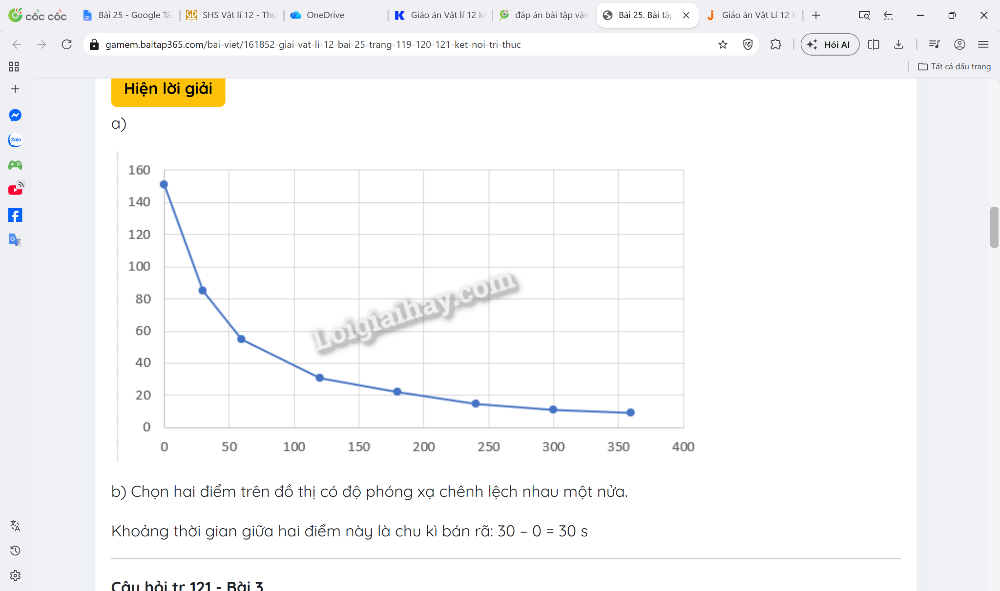 cốc cốc
Bài 25 - Google Tài
SHS Vật lí 12 - Thu
OneDrive
Giáo án Vật lí 12 kế
đáp án bài tập vận
Bài 25. Bài tập
Giáo án Vật Lí 12 K
gamem.baitap365.com/bai-viet/161852-giai-vat-li-12-bai-25-trang-119-120-121-ket-noi-tri-thuc
Hỏi AI
Tất cả dấu trang
Zalo
Hiện lời giải
a)
160
140
120
100
80
60
40
20
0
0 50 100 150 200 250 300 350 400
Loigiaihay.com
b) Chọn hai điểm trên đồ thị có độ phóng xạ chênh lệch nhau một nửa.
Khoảng thời gian giữa hai điểm này là chu kì bán rã: 30 – 0 = 30 s
Câu hỏi tr 121 - Bài 3